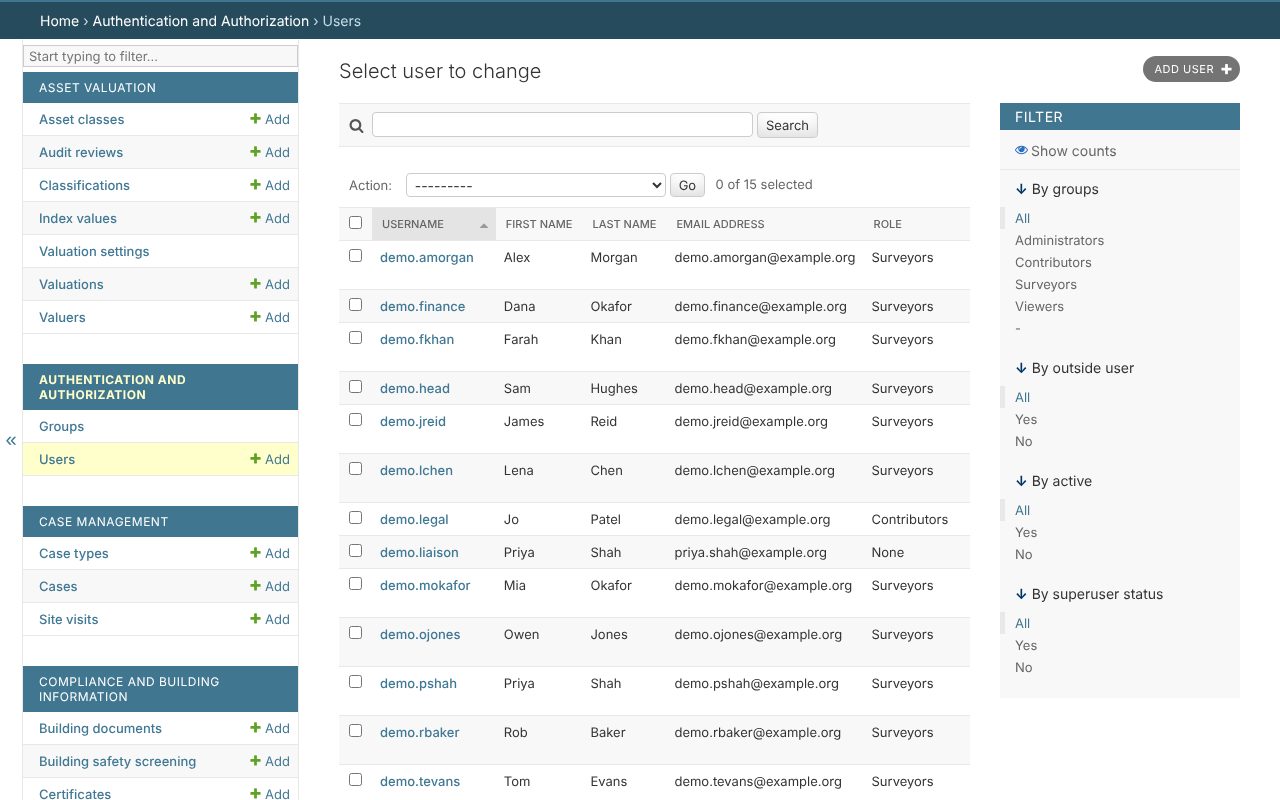 Home › Authentication and Authorization › Users
Start typing to filter...
ASSET VALUATION
Asset classes Add
Audit reviews Add
Classifications Add
Index values Add
Valuation settings
Valuations Add
Valuers Add
AUTHENTICATION AND
AUTHORIZATION
Groups
Users Add
CASE MANAGEMENT
Case types Add
Cases Add
Site visits Add
COMPLIANCE AND BUILDING
INFORMATION
Building documents Add
Building safety screening Add
Certificates Add
«
Select user to change
ADD USER +
Search
Action: --------- Go 0 of 15 selected
USERNAME FIRST NAME LAST NAME EMAIL ADDRESS ROLE
demo.amorgan Alex Morgan demo.amorgan@example.org Surveyors
demo.finance Dana Okafor demo.finance@example.org Surveyors
demo.fkhan Farah Khan demo.fkhan@example.org Surveyors
demo.head Sam Hughes demo.head@example.org Surveyors
demo.jreid James Reid demo.jreid@example.org Surveyors
demo.lchen Lena Chen demo.lchen@example.org Surveyors
demo.legal Jo Patel demo.legal@example.org Contributors
demo.liaison Priya Shah priya.shah@example.org None
demo.mokafor Mia Okafor demo.mokafor@example.org Surveyors
demo.ojones Owen Jones demo.ojones@example.org Surveyors
demo.pshah Priya Shah demo.pshah@example.org Surveyors
demo.rbaker Rob Baker demo.rbaker@example.org Surveyors
demo.tevans Tom Evans demo.tevans@example.org Surveyors
FILTER
Show counts
↓ By groups
All
Administrators
Contributors
Surveyors
Viewers
-
↓ By outside user
All
Yes
No
↓ By active
All
Yes
No
↓ By superuser status
All
Yes
No